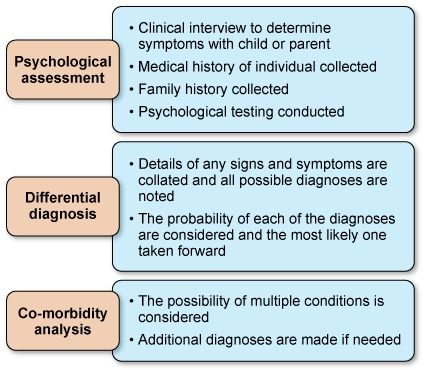 Psychological
assessment
• Clinical interview to determine
symptoms with child or parent
• Medical history of individual collected
• Family history collected
• Psychological testing conducted
Differential
diagnosis
• Details of any signs and symptoms are
collated and all possible diagnoses are
noted
• The probability of each of the diagnoses
are considered and the most likely one
taken forward
Co-morbidity
analysis
• The possibility of multiple conditions is
considered
• Additional diagnoses are made if needed